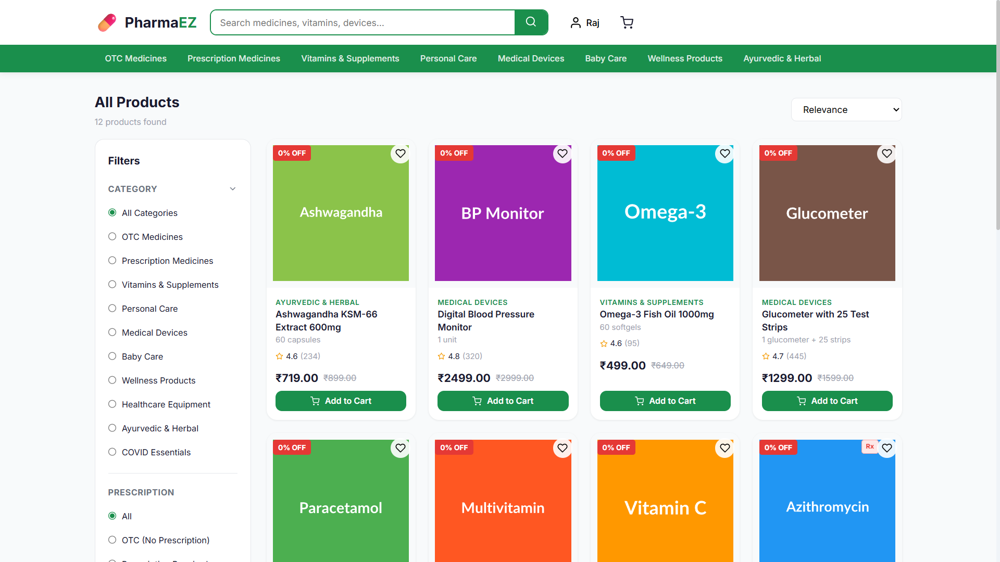 PharmaEZ
Search medicines, vitamins, devices...
Raj
OTC Medicines
Prescription Medicines
Vitamins & Supplements
Personal Care
Medical Devices
Baby Care
Wellness Products
Ayurvedic & Herbal
All Products
12 products found
Relevance
Filters
CATEGORY
All Categories
OTC Medicines
Prescription Medicines
Vitamins & Supplements
Personal Care
Medical Devices
Baby Care
Wellness Products
Healthcare Equipment
Ayurvedic & Herbal
COVID Essentials
PRESCRIPTION
All
OTC (No Prescription)
0% OFF
Ashwagandha
AYURVEDIC & HERBAL
Ashwagandha KSM-66
Extract 600mg
60 capsules
4.6 (234)
₹719.00 ₹899.00
Add to Cart
0% OFF
BP Monitor
MEDICAL DEVICES
Digital Blood Pressure
Monitor
1 unit
4.8 (320)
₹2499.00 ₹2999.00
Add to Cart
0% OFF
Omega-3
VITAMINS & SUPPLEMENTS
Omega-3 Fish Oil 1000mg
60 softgels
4.6 (95)
₹499.00 ₹649.00
Add to Cart
0% OFF
Glucometer
MEDICAL DEVICES
Glucometer with 25 Test
Strips
1 glucometer + 25 strips
4.7 (445)
₹1299.00 ₹1599.00
Add to Cart
0% OFF
Paracetamol
0% OFF
Multivitamin
0% OFF
Vitamin C
0% OFF
Rx
Azithromycin